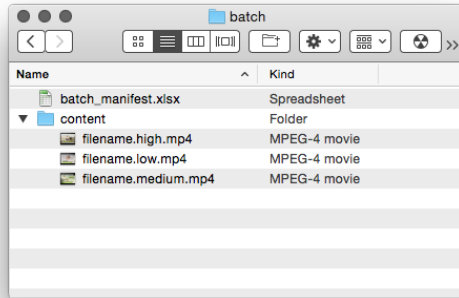 batch
Name Kind
batch_manifest.xlsx Spreadsheet
content Folder
filename.high.mp4 MPEG-4 movie
filename.low.mp4 MPEG-4 movie
filename.medium.mp4 MPEG-4 movie